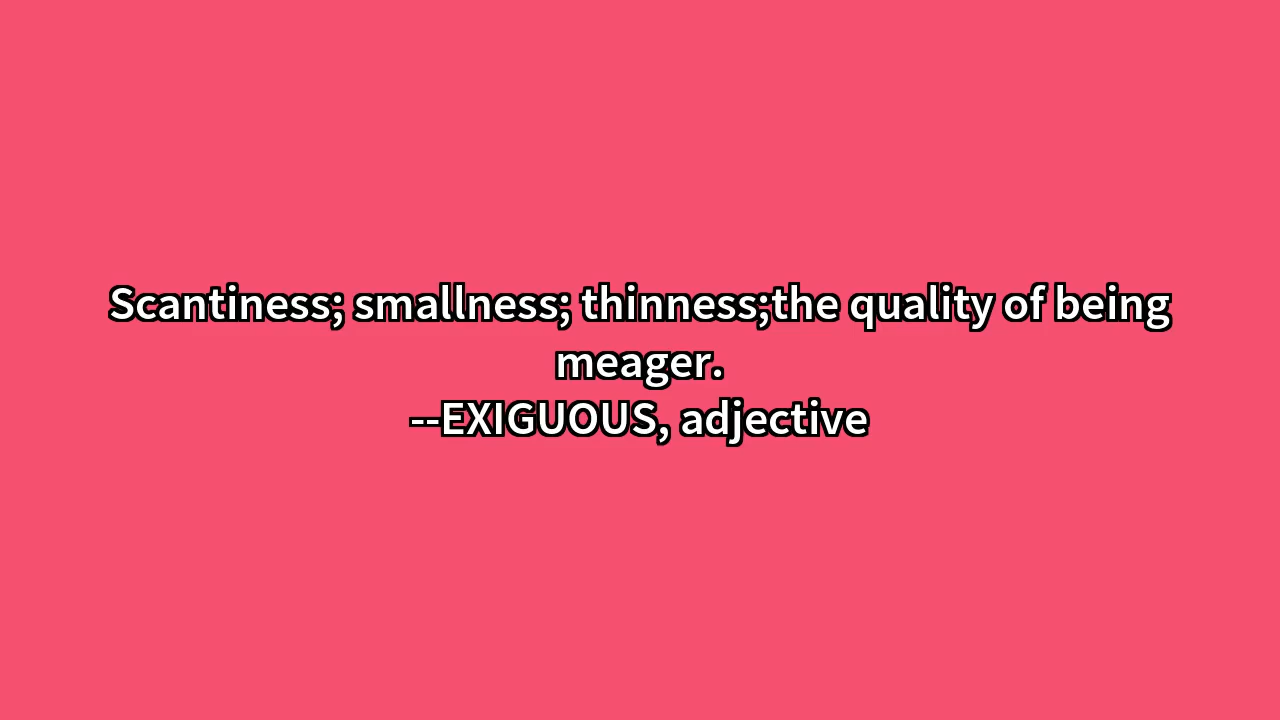 Scantiness; smallness; thinness;the quality of being
meager.
--EXIGUOUS, adjective